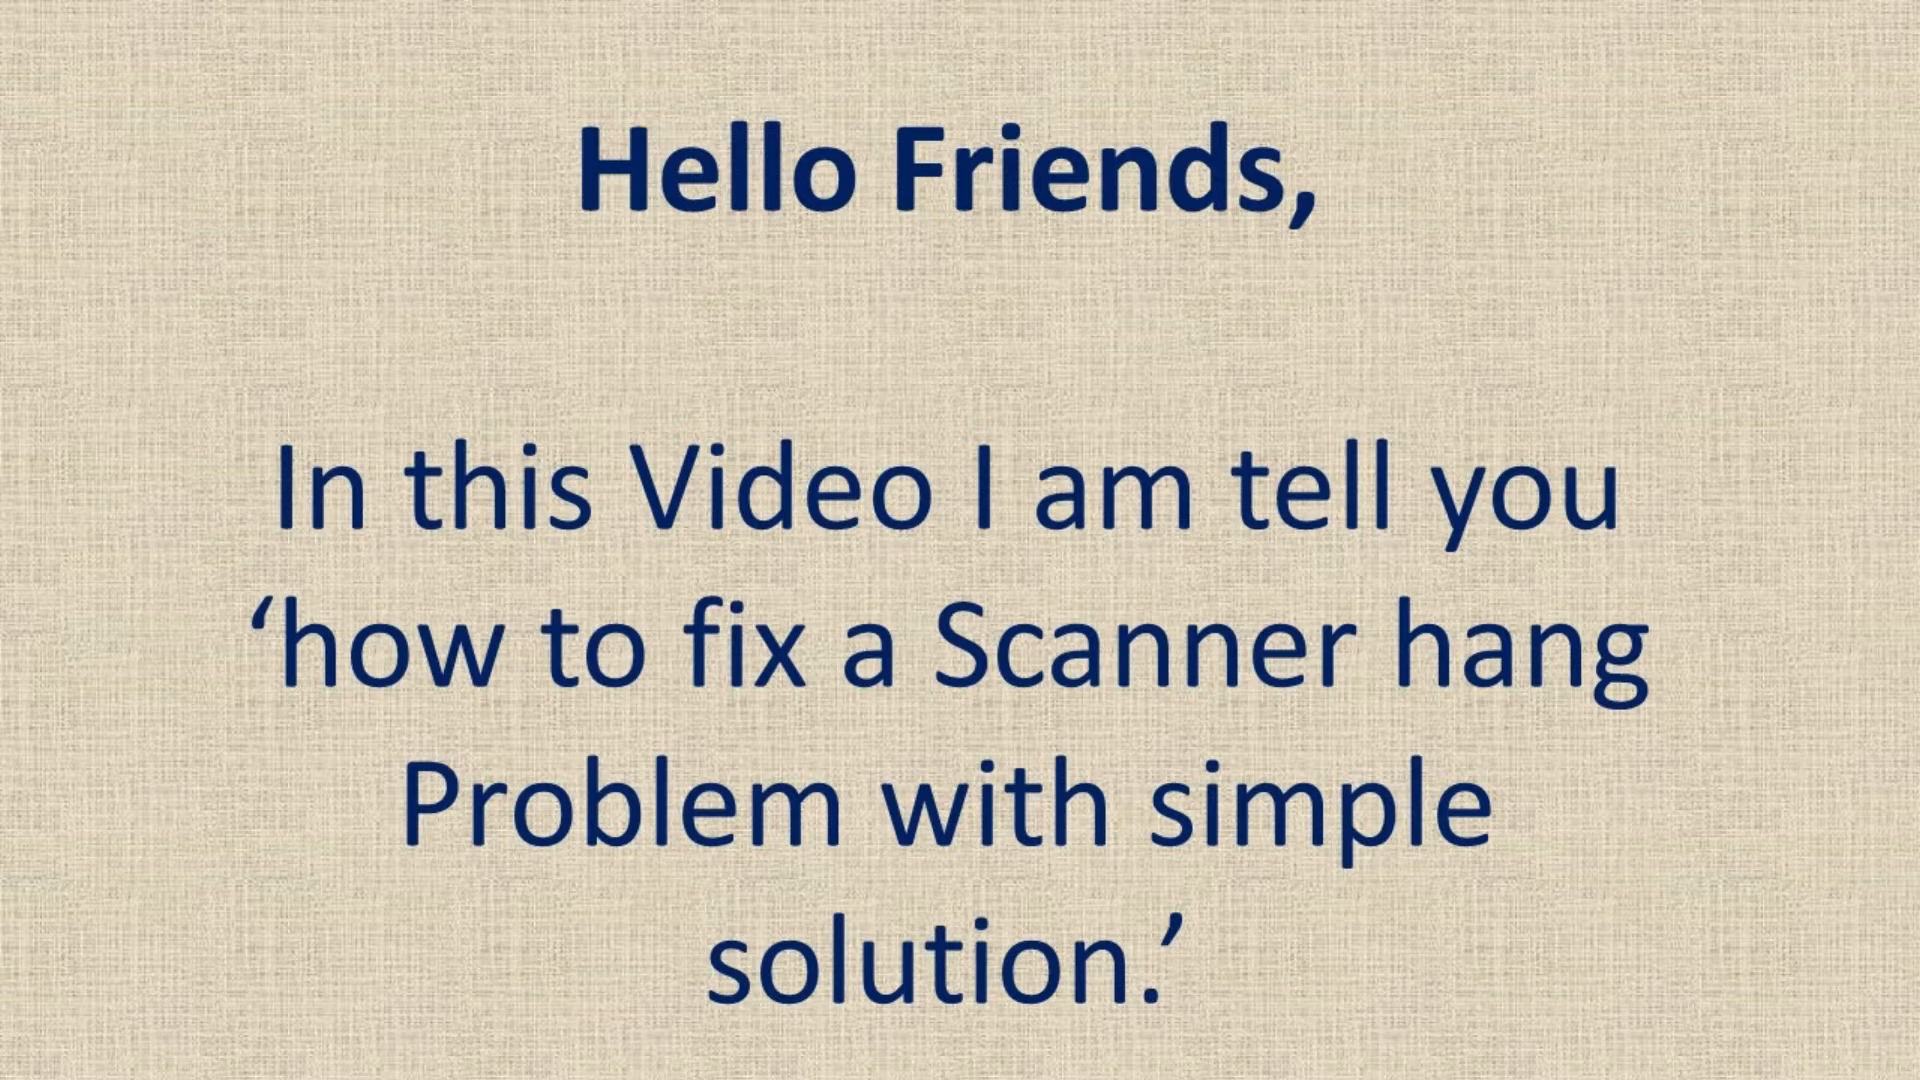 Hello Friends,
In this Video I am tell you
‘how to fix a Scanner hang
Problem with simple
solution.’